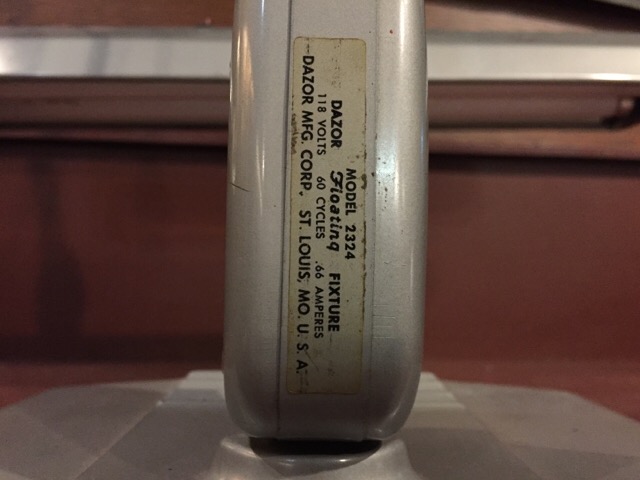 MODEL 2324
DAZOR Floating FIXTURE
118 VOLTS 60 CYCLES .66 AMPERES
DAZOR MFG. CORP. ST. LOUIS, MO. U. S. A.